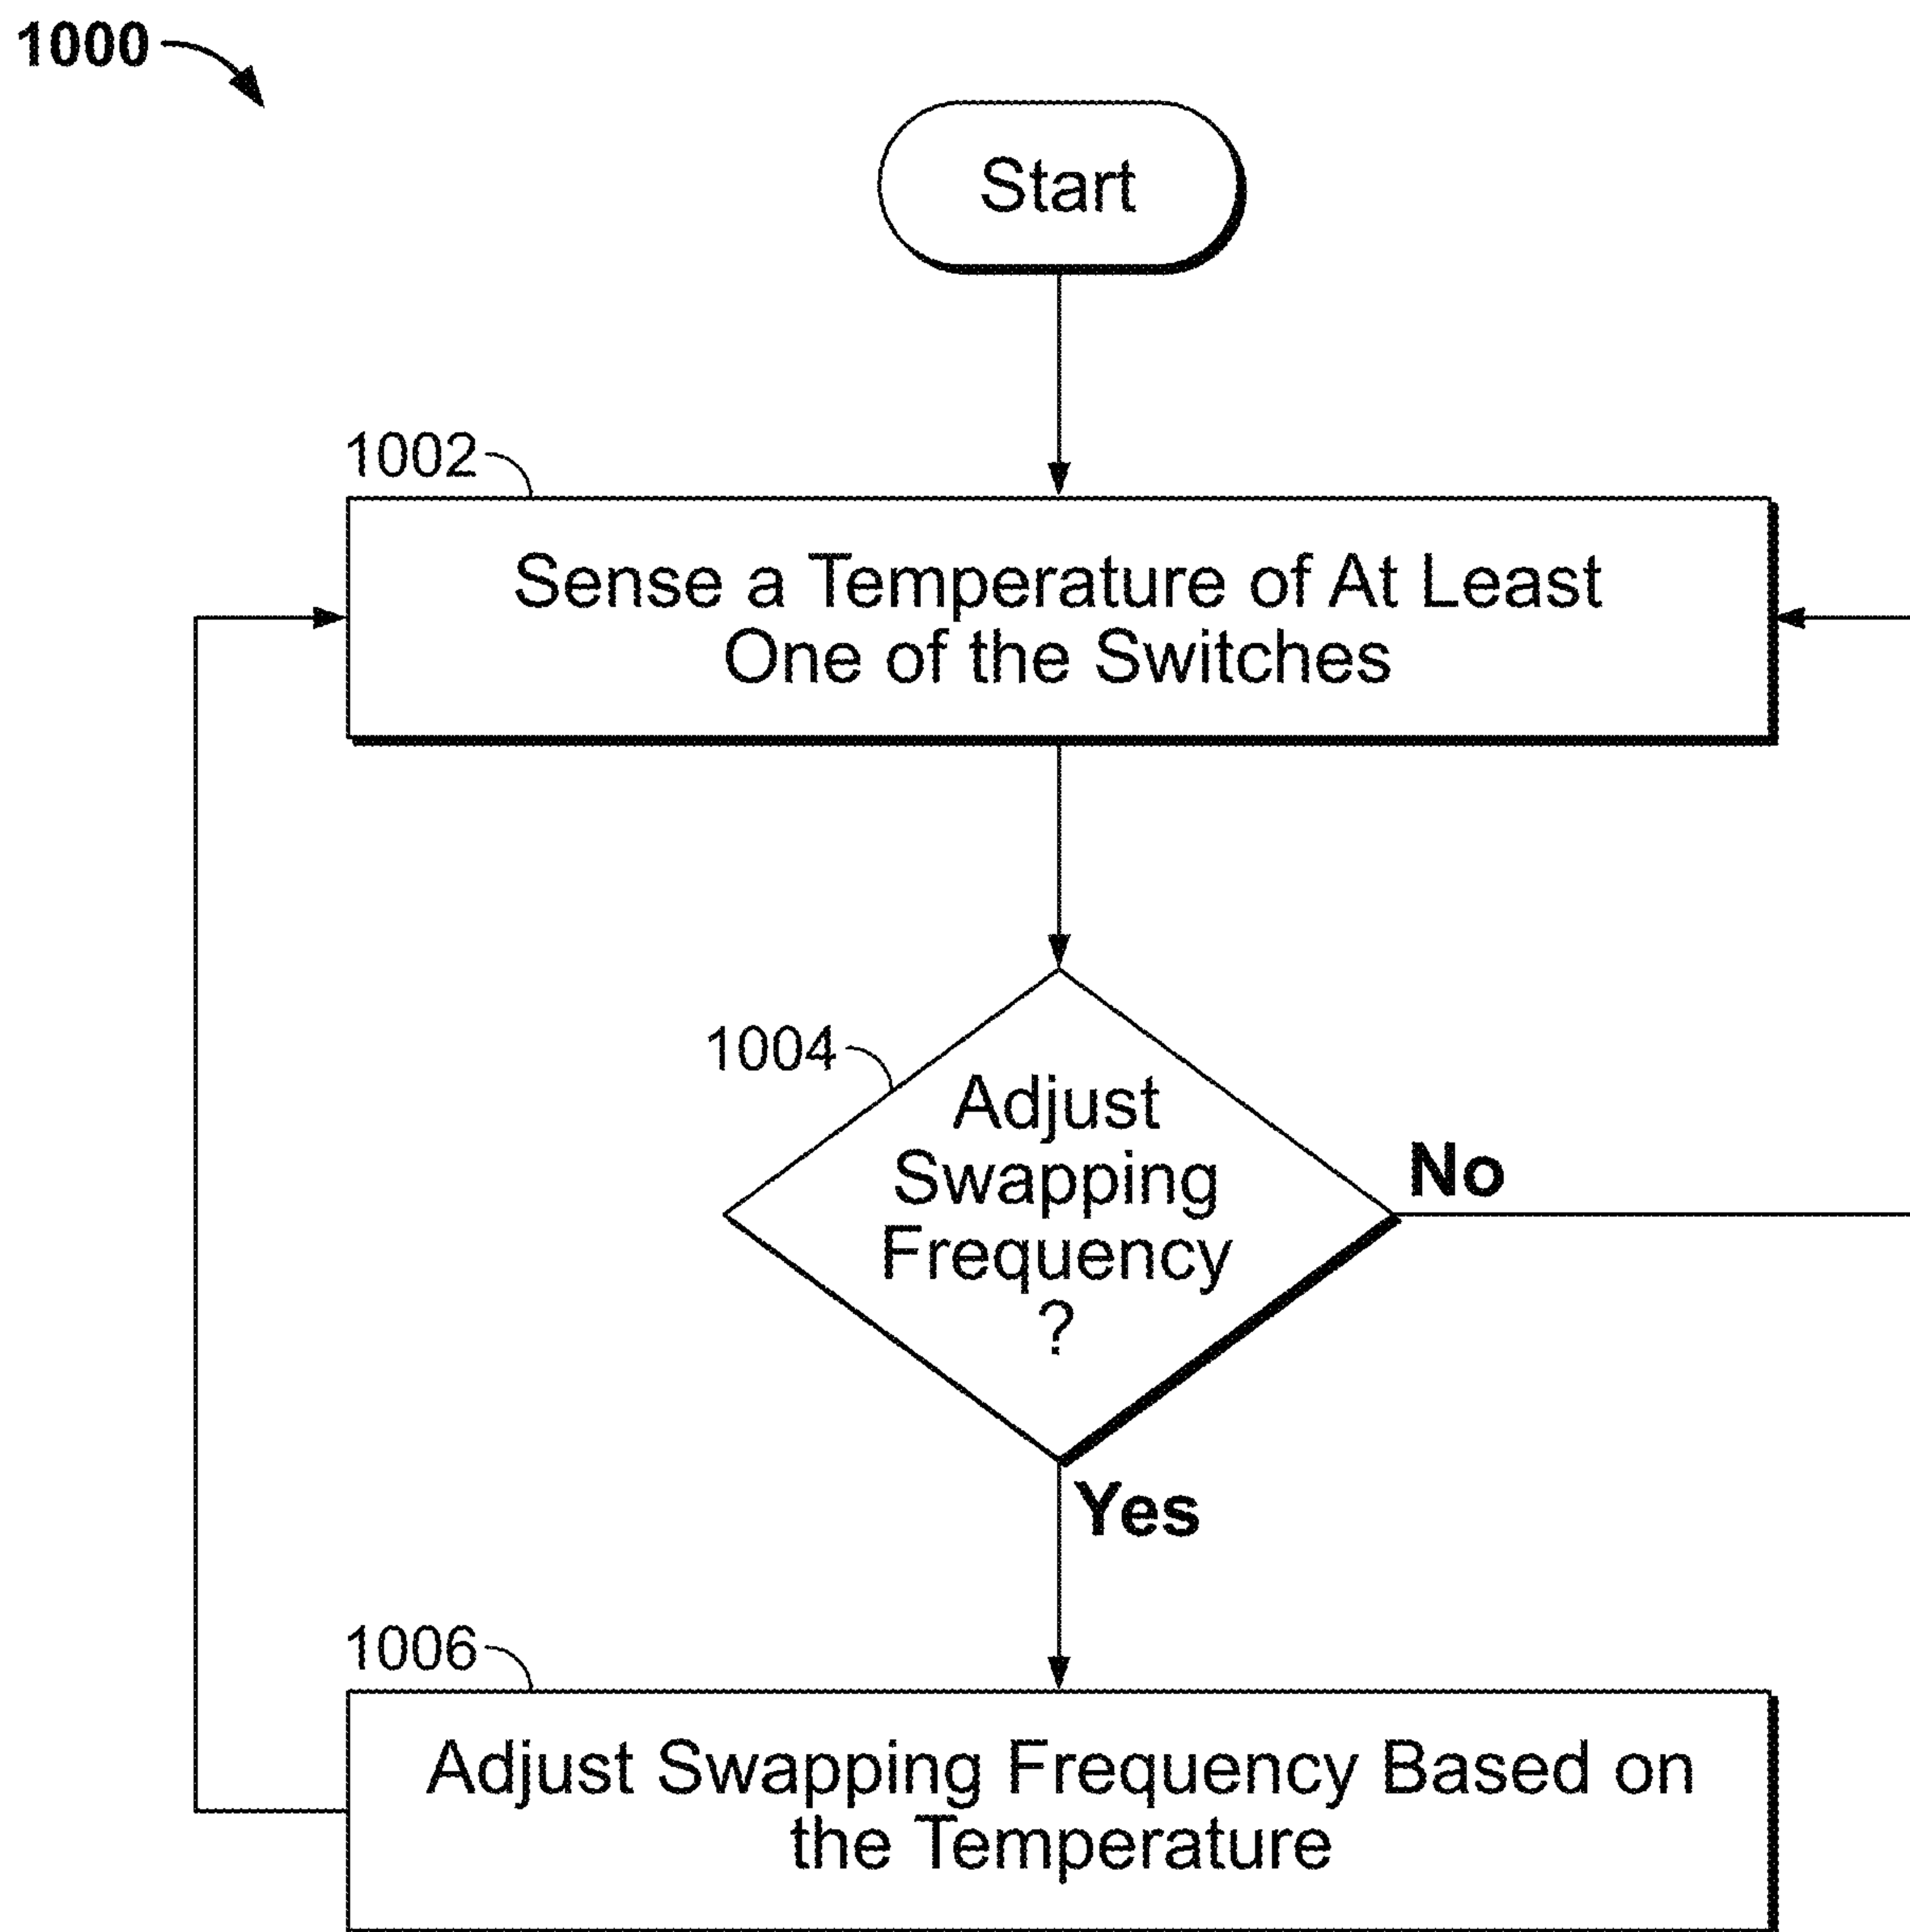 1000
Start
1002
Sense a Temperature of At Least
One of the Switches
1004
Adjust
Swapping
Frequency
?
No
Yes
1006
Adjust Swapping Frequency Based on
the Temperature